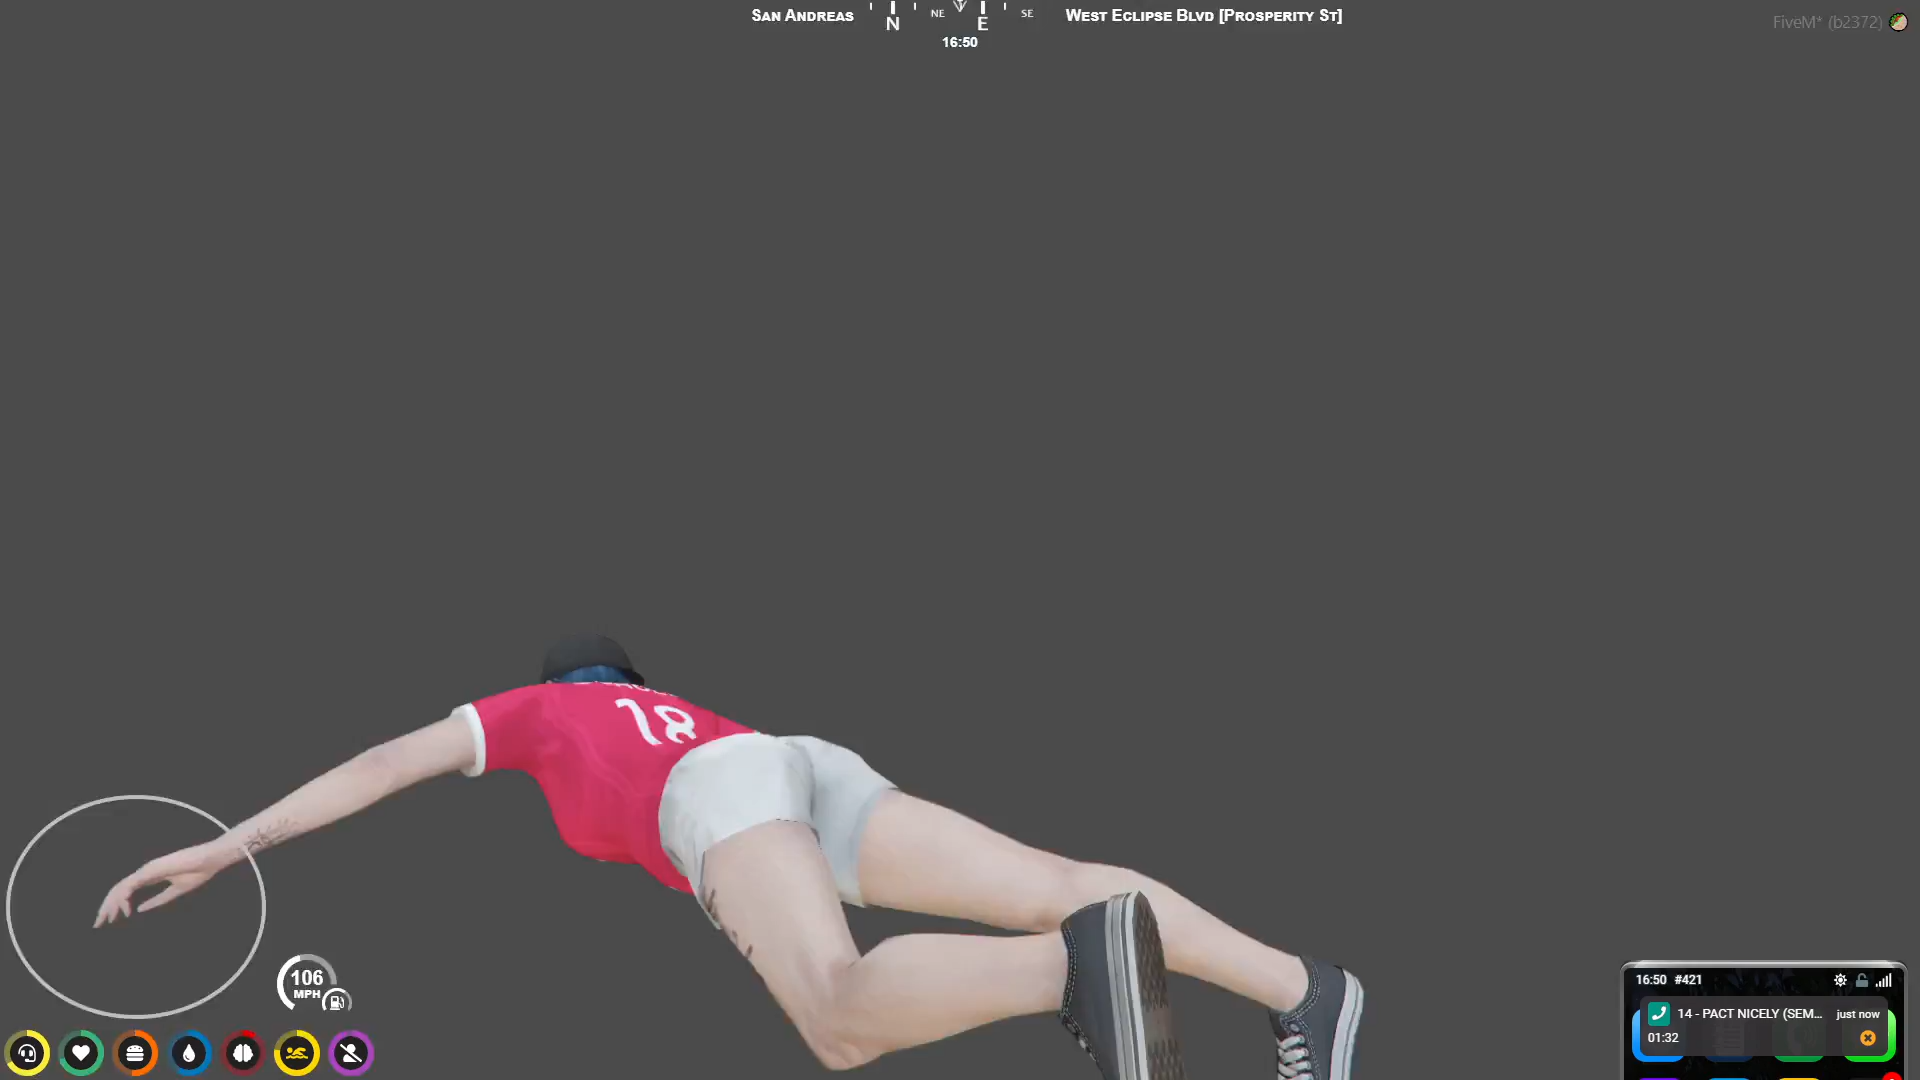 SAN ANDREAS
N
NE
E
SE
WEST ECLIPSE BLVD [PROSPERITY ST]
16:50
FiveM* (b2372)
18
106
MPH
16:50 #421
14 - PACT NICELY (SEM... just now
01:32